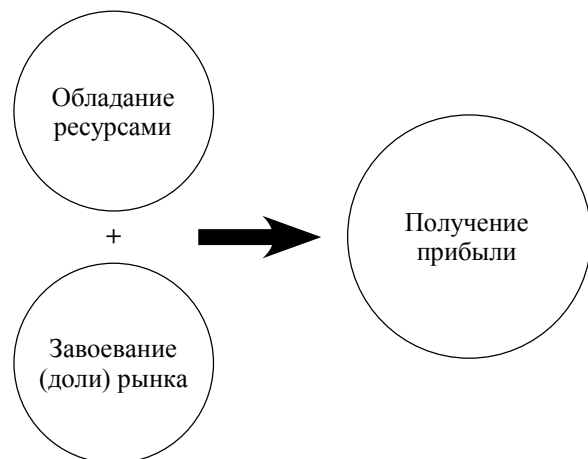 Обладание
ресурсами
+
Завоевание
(доли) рынка
Получение
прибыли